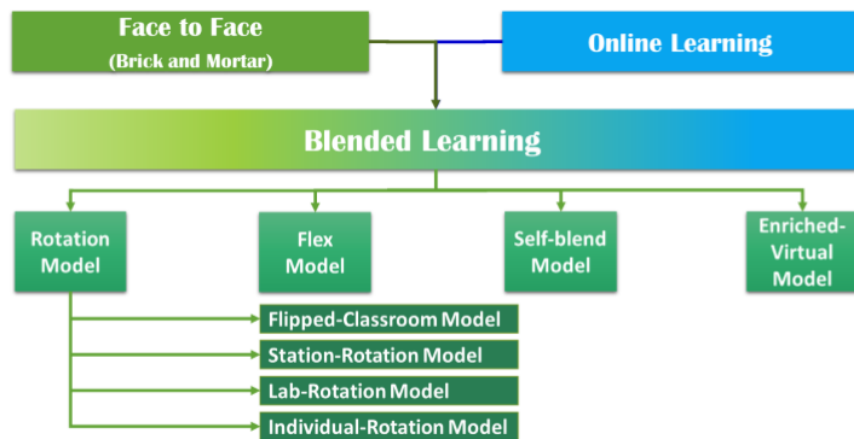 Face to Face
(Brick and Mortar)
Online Learning
Blended Learning
Rotation
Model
Flex
Model
Self-blend
Model
Enriched-
Virtual
Model
Flipped-Classroom Model
Station-Rotation Model
Lab-Rotation Model
Individual-Rotation Model